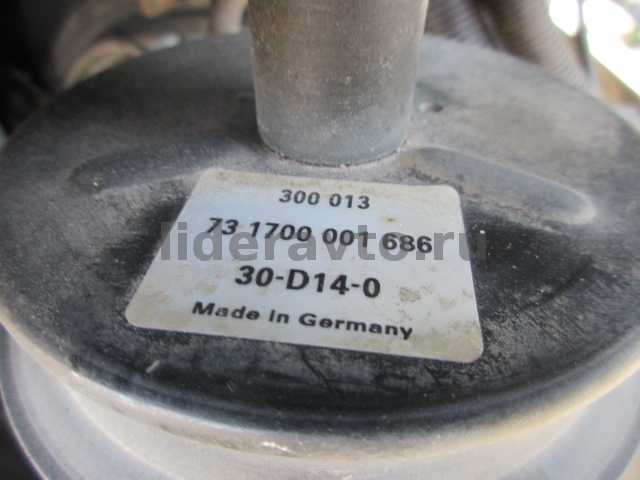 300 013
73 1700 001 686
lideravto.ru
30-D14-0
Made in Germany